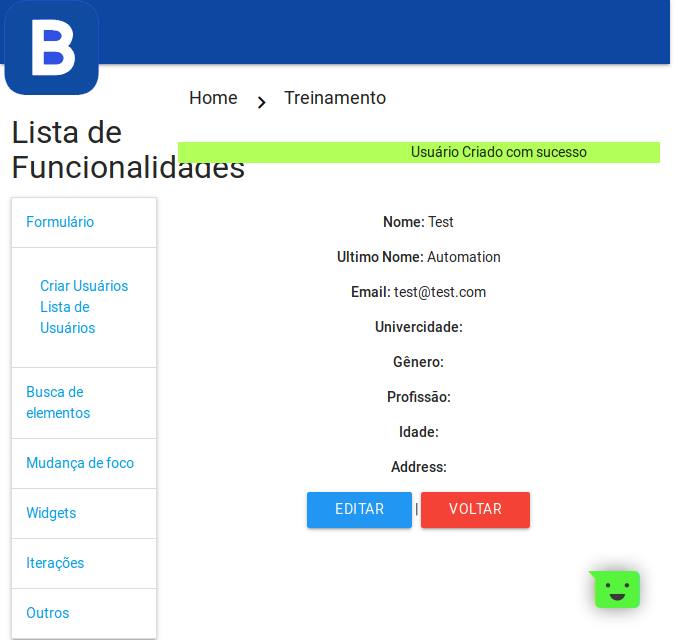 B
Home
Treinamento
Lista de
Funcionalidades
Usuário Criado com sucesso
Formulário
Criar Usuários
Lista de
Usuários
Busca de
elementos
Mudança de foco
Widgets
Iterações
Outros
Nome: Test
Ultimo Nome: Automation
Email: test@test.com
Univercidade:
Gênero:
Profissão:
Idade:
Address:
EDITAR | VOLTAR